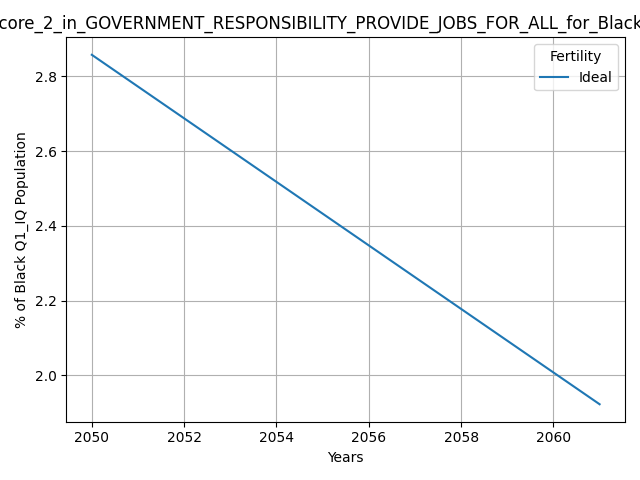 core_2_in_GOVERNMENT_RESPONSIBILITY_PROVIDE_JOBS_FOR_ALL_for_Black
Fertility
Ideal
% of Black Q1_IQ Population
2.8
2.6
2.4
2.2
2.0
2050 2052 2054 2056 2058 2060
Years